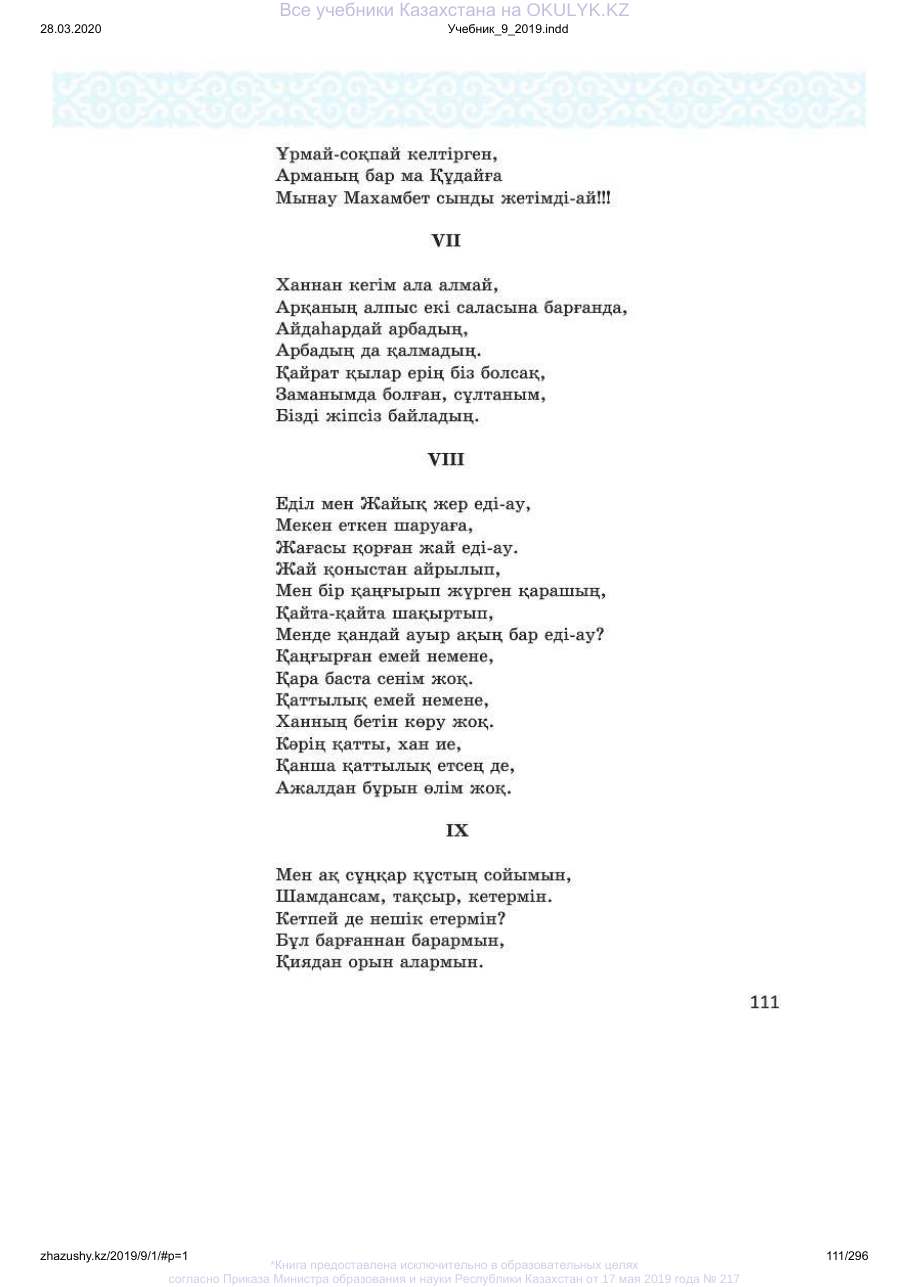 Все учебники Казахстана на OKULYK.KZ
28.03.2020
Учебник_9_2019.indd
Ұрмай-соқпай келтірген,
Арманың бар ма Құдайға
Мынау Махамбет сынды жетімді-ай!!!
VII
Ханнан кегім ала алмай,
Арқаның алпыс екі саласына барғанда,
Айдаһардай арбадың,
Арбадың да қалмадың.
Қайрат қылар ерің біз болсақ,
Заманымда болған, сұлтаным,
Бізді жіпсіз байладың.
VIII
Еділ мен Жайық жер еді-ау,
Мекен еткен шаруаға,
Жағасы қорған жай еді-ау.
Жай қоныстан айрылып,
Мен бір қаңғырып жүрген қарашың,
Қайта-қайта шақыртып,
Менде қандай ауыр ақың бар еді-ау?
Қаңғырған емей немене,
Қара баста сенім жоқ.
Қаттылық емей немене,
Ханның бетін көру жоқ.
Көрің қатты, хан ие,
Қанша қаттылық етсең де,
Ажалдан бұрын өлім жоқ.
IX
Мен ақ сұңқар құстың сойымын,
Шамдансам, тақсыр, кетермін.
Кетпей де нешік етермін?
Бұл барғаннан барармын,
Қиядан орын алармын.
111
zhazushy.kz/2019/9/1/#p=1
111/296
*Книга предоставлена исключительно в образовательных целях
согласно Приказа Министра образования и науки Республики Казахстан от 17 мая 2019 года № 217